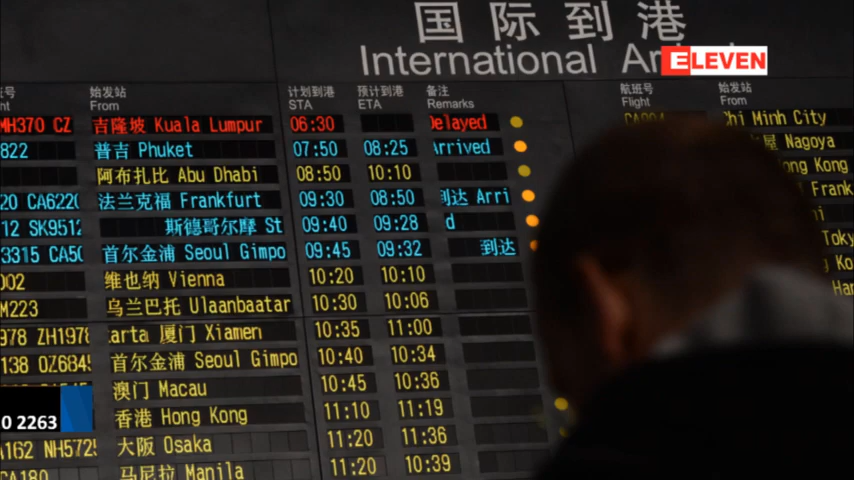 国际到港
International Ar
ELEVEN
始发站 计划到港 预计到港 备注 航班号 始发站
From STA ETA Remarks Flight From
MH370 CZ 吉隆坡 Kuala Lumpur 06:30 Delayed Chi Minh City
822 普吉 Phuket 07:50 08:25 Arrived Nagoya
阿布扎比 Abu Dhabi 08:50 10:10 ong Kong
20 CA622 法兰克福 Frankfurt 09:30 08:50 到达 Arri Frank
12 SK9512 斯德哥尔摩 St 09:40 09:28 d
3315 CA50 首尔金浦 Seoul Gimpo 09:45 09:32 到达 Toky
002 维也纳 Vienna 10:20 10:10 Ko
M223 乌兰巴托 Ulaanbaatar 10:30 10:06 Har
978 ZH1978 karta 厦门 Xiamen 10:35 11:00
138 OZ6845 首尔金浦 Seoul Gimpo 10:40 10:34
澳门 Macau 10:45 10:36
0 2263 香港 Hong Kong 11:10 11:19
A162 NH5725 大阪 Osaka 11:20 11:36
CA180 马尼拉 Manila 11:20 10:39